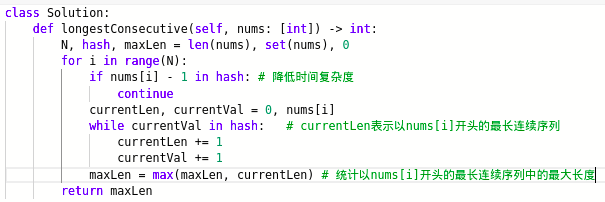 class Solution:
    def longestConsecutive(self, nums: [int]) -> int:
        N, hash, maxLen = len(nums), set(nums), 0
        for i in range(N):
            if nums[i] - 1 in hash: # 降低时间复杂度
                continue
            currentLen, currentVal = 0, nums[i]
            while currentVal in hash:   # currentLen表示以nums[i]开头的最长连续序列
                currentLen += 1
                currentVal += 1
            maxLen = max(maxLen, currentLen) # 统计以nums[i]开头的最长连续序列中的最大长度
        return maxLen